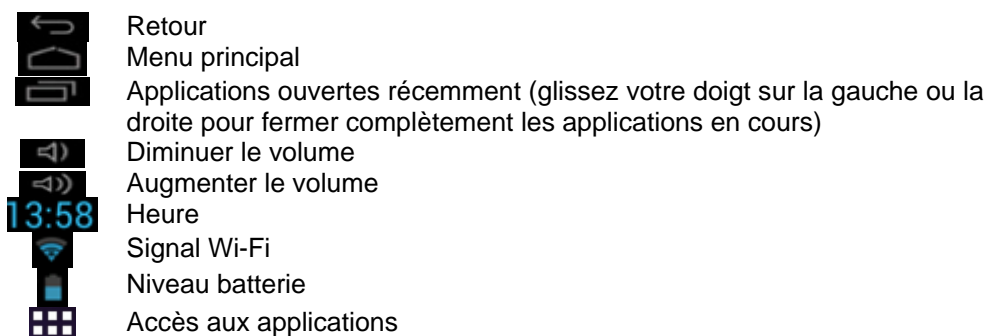 Retour
Menu principal
Applications ouvertes récemment (glissez votre doigt sur la gauche ou la
droite pour fermer complètement les applications en cours)
Diminuer le volume
Augmenter le volume
13:58 Heure
Signal Wi-Fi
Niveau batterie
Accès aux applications